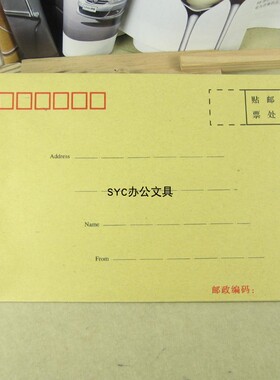 贴 邮
票 处
Address
SYC办公文具
Name
From
邮政编码：